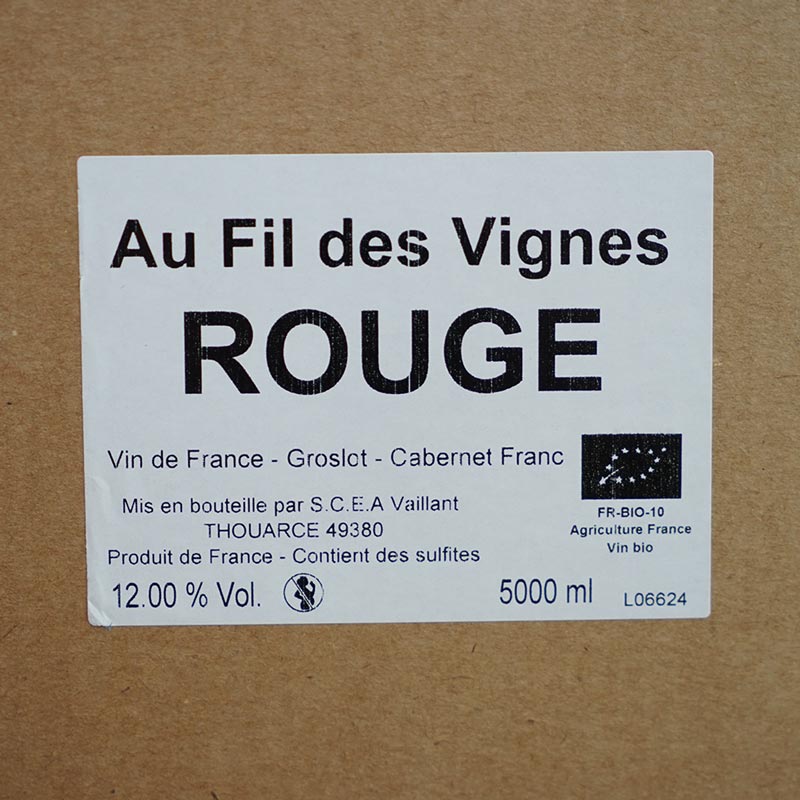 Au Fil des Vignes
ROUGE
Vin de France - Groslot - Cabernet Franc
Mis en bouteille par S.C.E.A Vaillant
THOUARCE 49380
Produit de France - Contient des sulfites
12.00 % Vol.
FR-BIO-10
Agriculture France
Vin bio
5000 ml
L06624